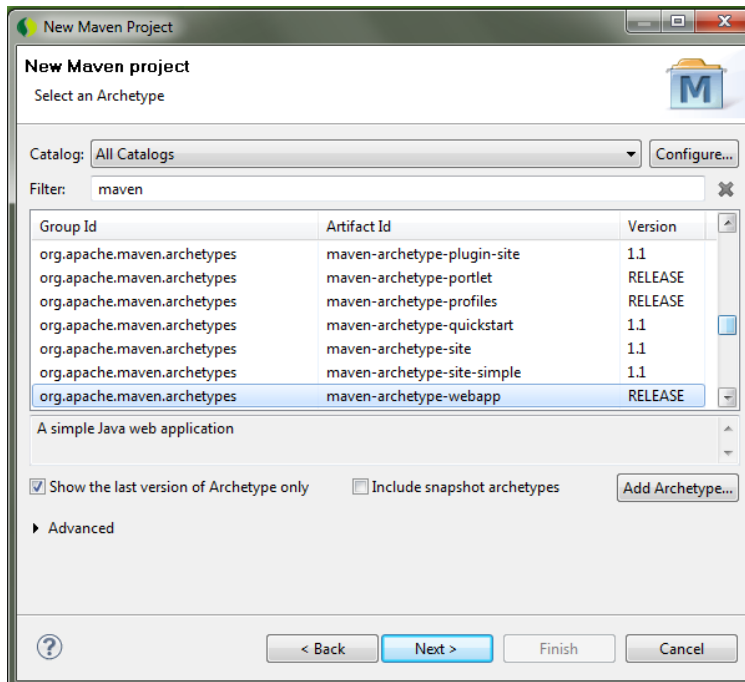 New Maven Project
New Maven project
Select an Archetype
M
Catalog: All Catalogs Configure...
Filter: maven
Group Id Artifact Id Version
org.apache.maven.archetypes maven-archetype-plugin-site 1.1
org.apache.maven.archetypes maven-archetype-portlet RELEASE
org.apache.maven.archetypes maven-archetype-profiles RELEASE
org.apache.maven.archetypes maven-archetype-quickstart 1.1
org.apache.maven.archetypes maven-archetype-site 1.1
org.apache.maven.archetypes maven-archetype-site-simple 1.1
org.apache.maven.archetypes maven-archetype-webapp RELEASE
A simple Java web application
Show the last version of Archetype only Include snapshot archetypes Add Archetype...
Advanced
? < Back Next > Finish Cancel